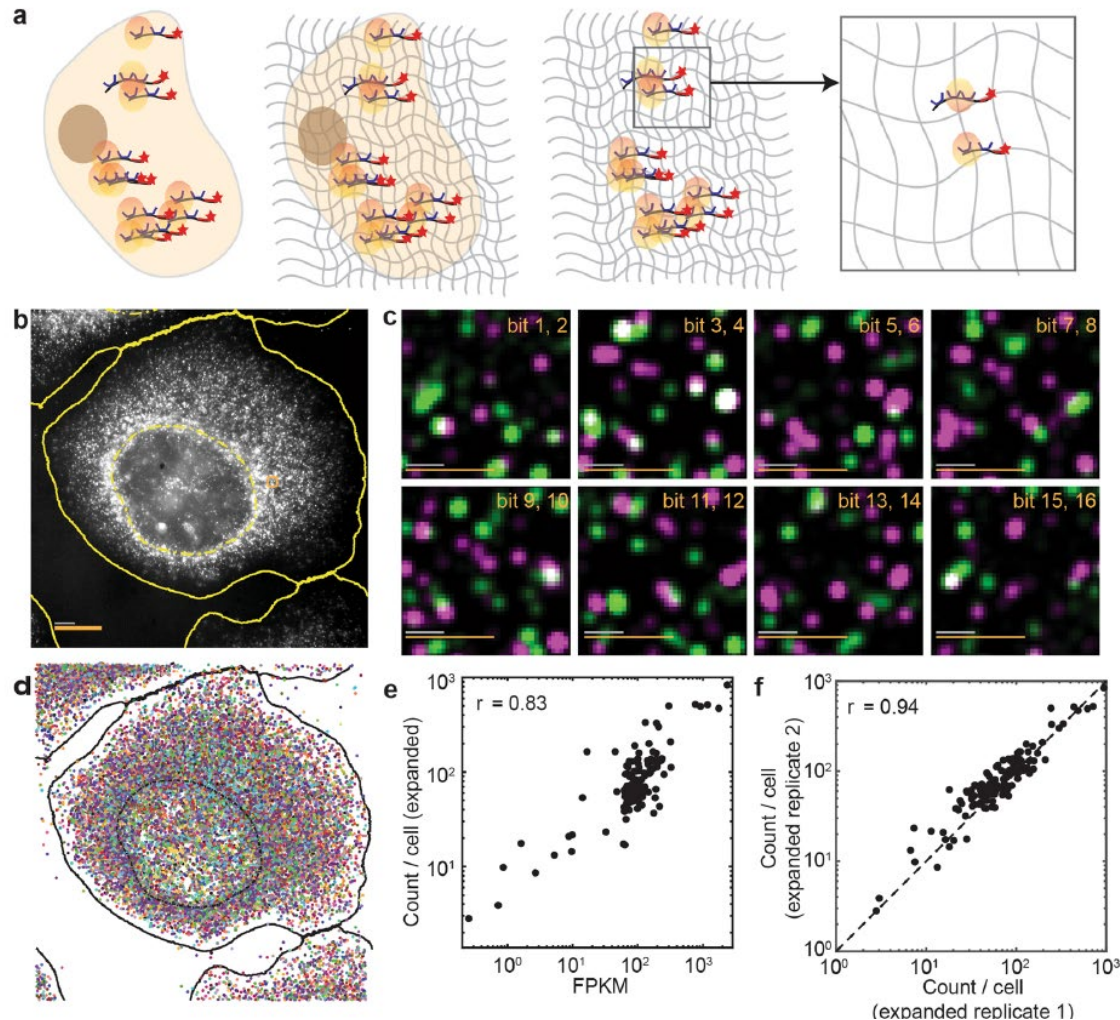 a
b
c
bit 1, 2
bit 3, 4
bit 5, 6
bit 7, 8
bit 9, 10
bit 11, 12
bit 13, 14
bit 15, 16
d
e
r = 0.83
10³
10²
10¹
10⁰ 10¹ 10² 10³
Count / cell (expanded)
FPKM
f
r = 0.94
10³
10²
10¹
10⁰
10⁰ 10¹ 10² 10³
Count / cell
(expanded replicate 2)
Count / cell
(expanded replicate 1)